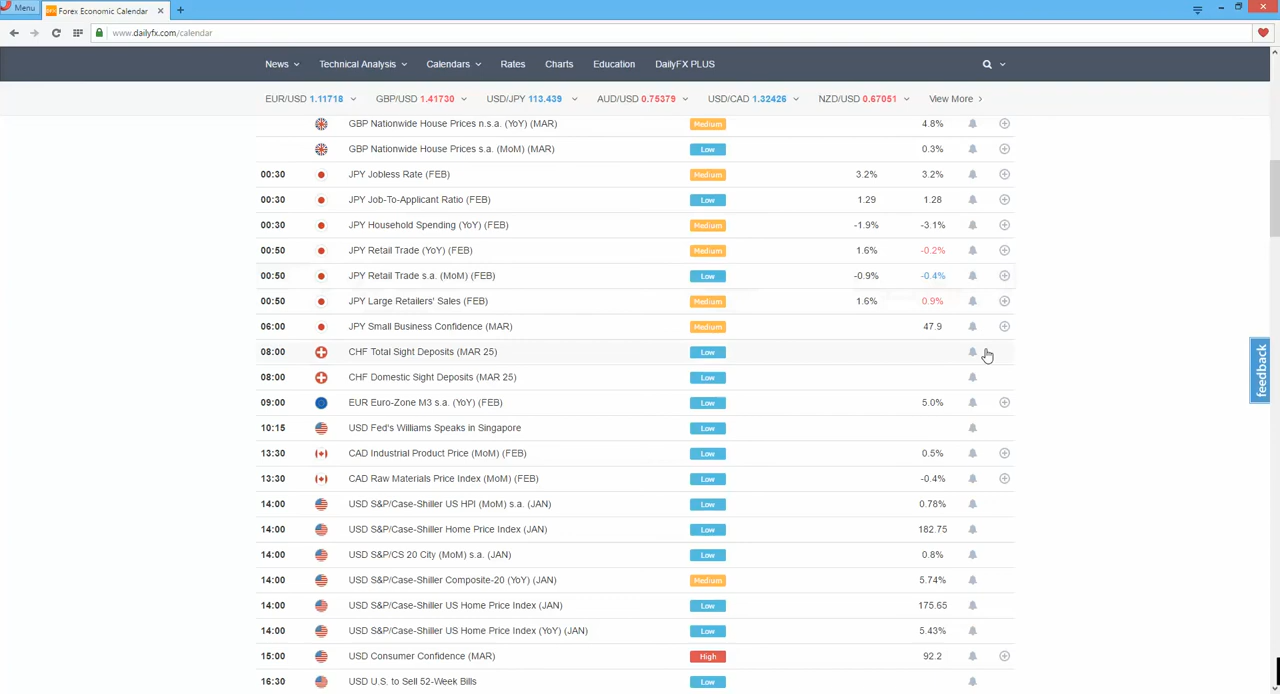 Menu
Forex Economic Calendar
www.dailyfx.com/calendar
News Technical Analysis Calendars Rates Charts Education DailyFX PLUS
EUR/USD 1.11718 GBP/USD 1.41730 USD/JPY 113.439 AUD/USD 0.75379 USD/CAD 1.32426 NZD/USD 0.67051 View More
GBP Nationwide House Prices n.s.a. (YoY) (MAR) Medium 4.8%
GBP Nationwide House Prices s.a. (MoM) (MAR) Low 0.3%
00:30 JPY Jobless Rate (FEB) Medium 3.2% 3.2%
00:30 JPY Job-To-Applicant Ratio (FEB) Low 1.29 1.28
00:30 JPY Household Spending (YoY) (FEB) Medium -1.9% -3.1%
00:50 JPY Retail Trade (YoY) (FEB) Medium 1.6% -0.2%
00:50 JPY Retail Trade s.a. (MoM) (FEB) Low -0.9% -0.4%
00:50 JPY Large Retailers' Sales (FEB) Medium 1.6% 0.9%
06:00 JPY Small Business Confidence (MAR) Medium 47.9
08:00 CHF Total Sight Deposits (MAR 25) Low
08:00 CHF Domestic Sight Deposits (MAR 25) Low
09:00 EUR Euro-Zone M3 s.a. (YoY) (FEB) Low 5.0%
10:15 USD Fed's Williams Speaks in Singapore Low
13:30 CAD Industrial Product Price (MoM) (FEB) Low 0.5%
13:30 CAD Raw Materials Price Index (MoM) (FEB) Low -0.4%
14:00 USD S&P/Case-Shiller US HPI (MoM) s.a. (JAN) Low 0.78%
14:00 USD S&P/Case-Shiller Home Price Index (JAN) Low 182.75
14:00 USD S&P/CS 20 City (MoM) s.a. (JAN) Low 0.8%
14:00 USD S&P/Case-Shiller Composite-20 (YoY) (JAN) Medium 5.74%
14:00 USD S&P/Case-Shiller US Home Price Index (JAN) Low 175.65
14:00 USD S&P/Case-Shiller US Home Price Index (YoY) (JAN) Low 5.43%
15:00 USD Consumer Confidence (MAR) High 92.2
16:30 USD U.S. to Sell 52-Week Bills Low
feedback